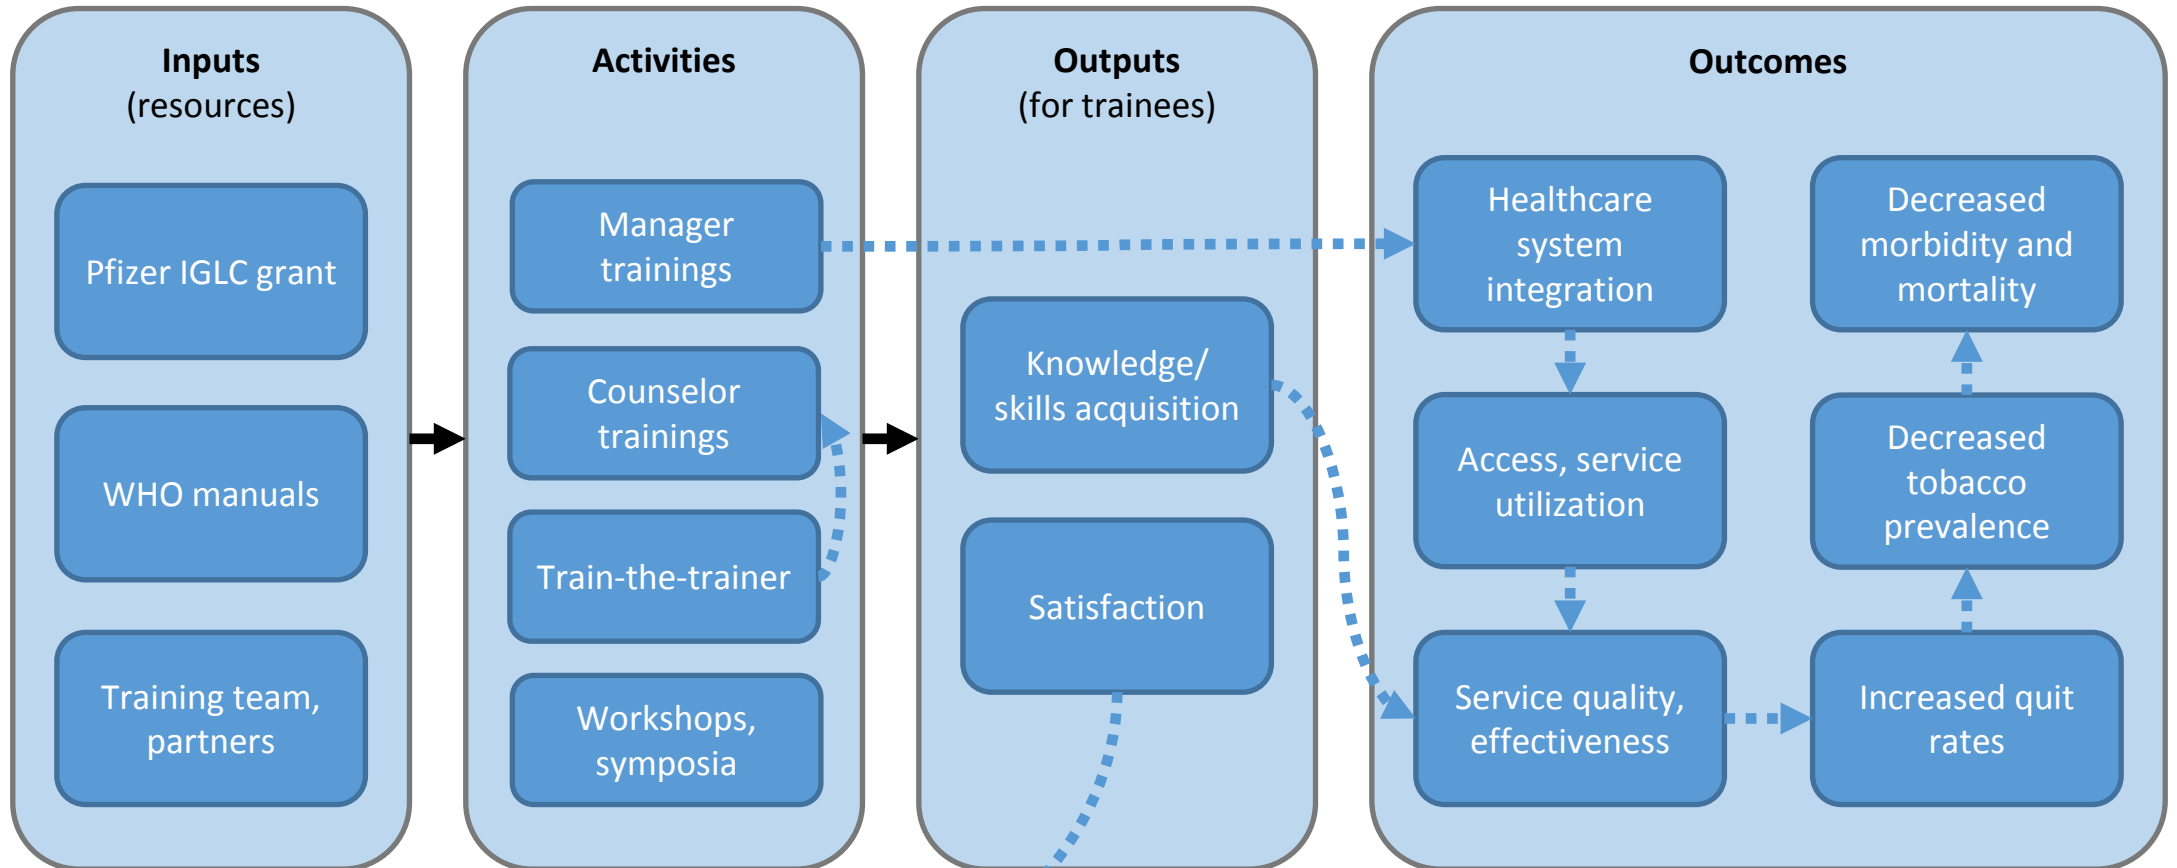 Inputs
(resources)
Pfizer IGLC grant
WHO manuals
Training team,
partners
Activities
Manager
trainings
Counselor
trainings
Train-the-trainer
Workshops,
symposia
Outputs
(for trainees)
Knowledge/
skills acquisition
Satisfaction
Outcomes
Healthcare
system
integration
Access, service
utilization
Service quality,
effectiveness
Decreased
morbidity and
mortality
Decreased
tobacco
prevalence
Increased quit
rates